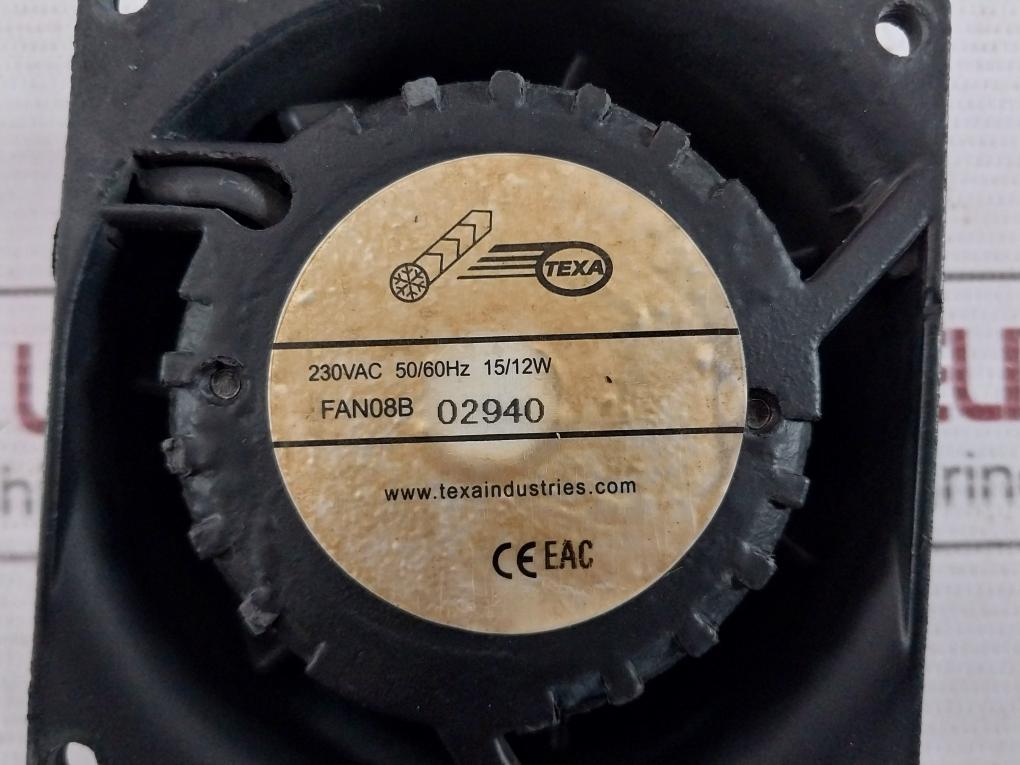 TEXA
230VAC 50/60Hz 15/12W
FAN08B 02940
www.texaindustries.com
CE EAC